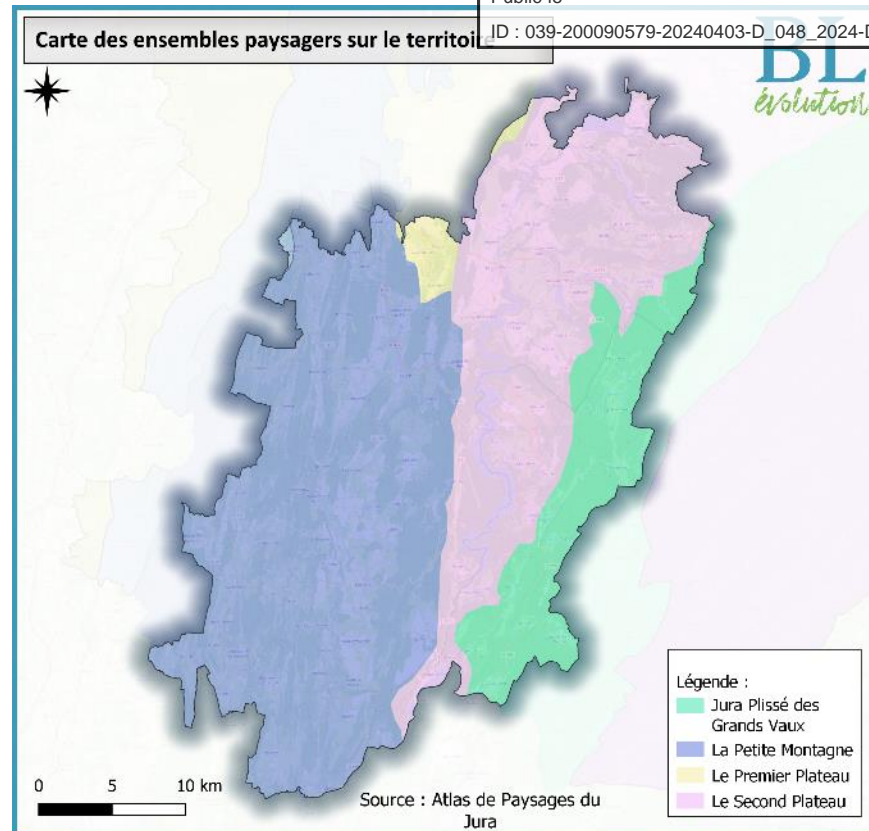 Publié le
ID : 039-200090579-20240403-D_048_2024-D
Carte des ensembles paysagers sur le territoire
BL
évolution
Légende :
Jura Plissé des
Grands Vaux
La Petite Montagne
Le Premier Plateau
Le Second Plateau
0 5 10 km
Source : Atlas de Paysages du
Jura